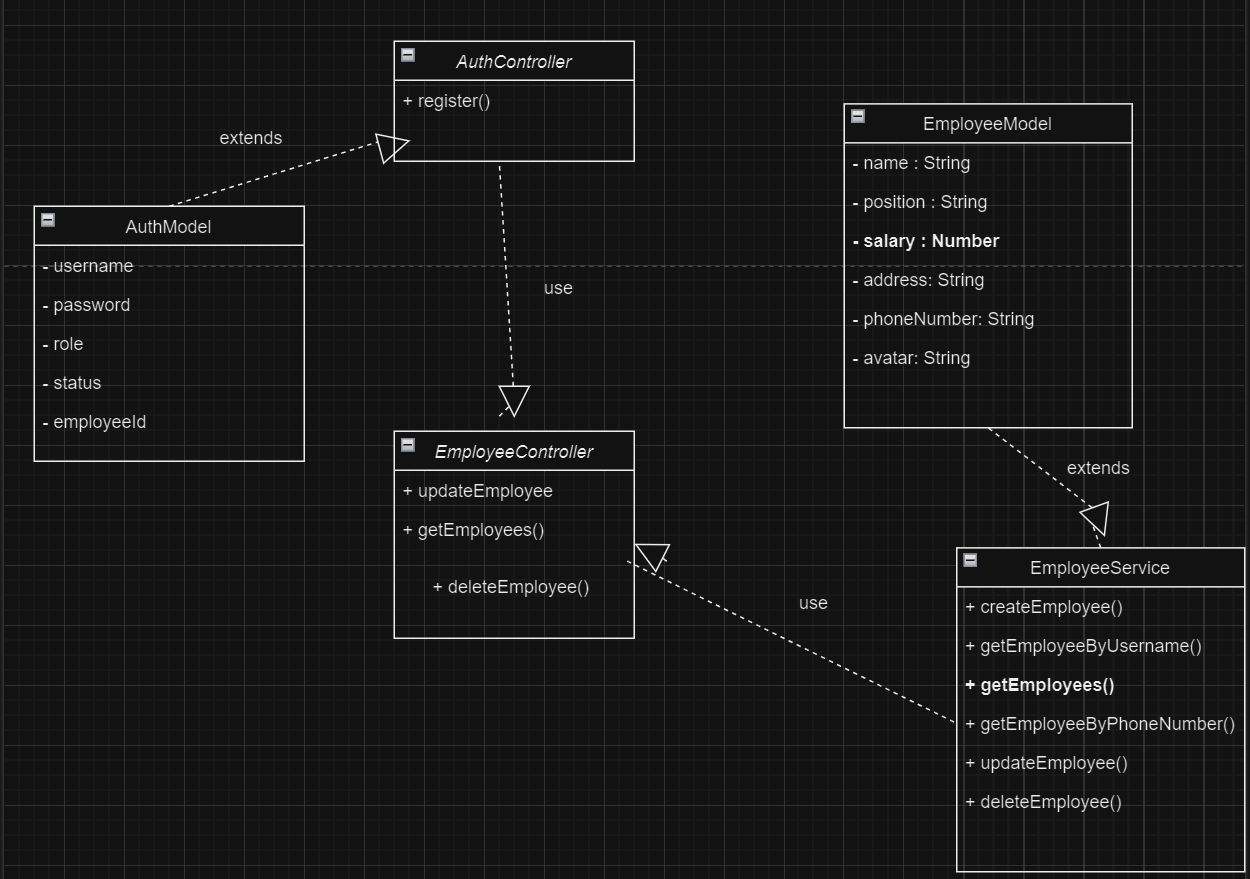 AuthController
+ register()
extends
AuthModel
- username
- password
- role
- status
- employeeId
use
EmployeeController
+ updateEmployee
+ getEmployees()
+ deleteEmployee()
EmployeeModel
- name : String
- position : String
- salary : Number
- address: String
- phoneNumber: String
- avatar: String
extends
use
EmployeeService
+ createEmployee()
+ getEmployeeByUsername()
+ getEmployees()
+ getEmployeeByPhoneNumber()
+ updateEmployee()
+ deleteEmployee()